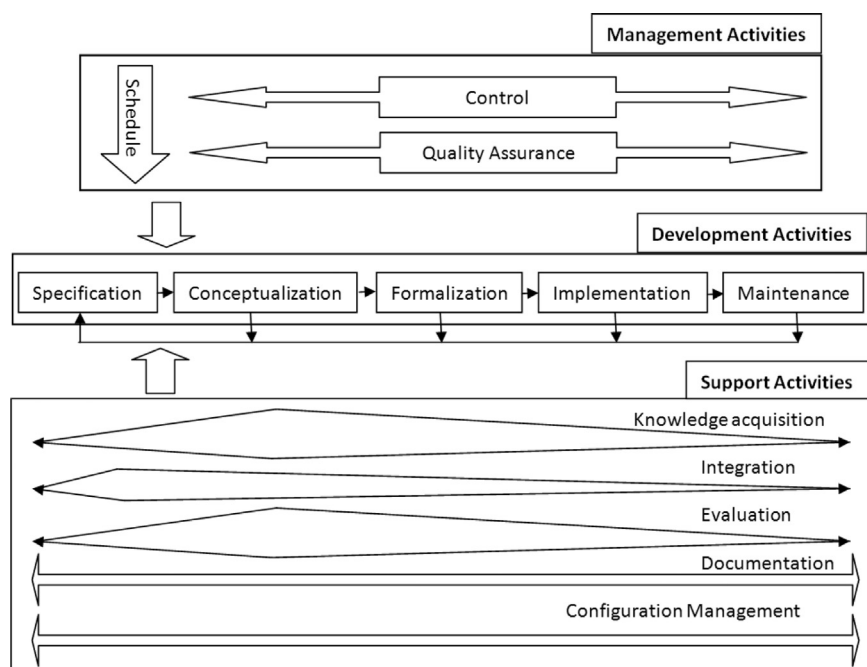 Management Activities
Schedule
Control
Quality Assurance
Development Activities
Specification
Conceptualization
Formalization
Implementation
Maintenance
Support Activities
Knowledge acquisition
Integration
Evaluation
Documentation
Configuration Management